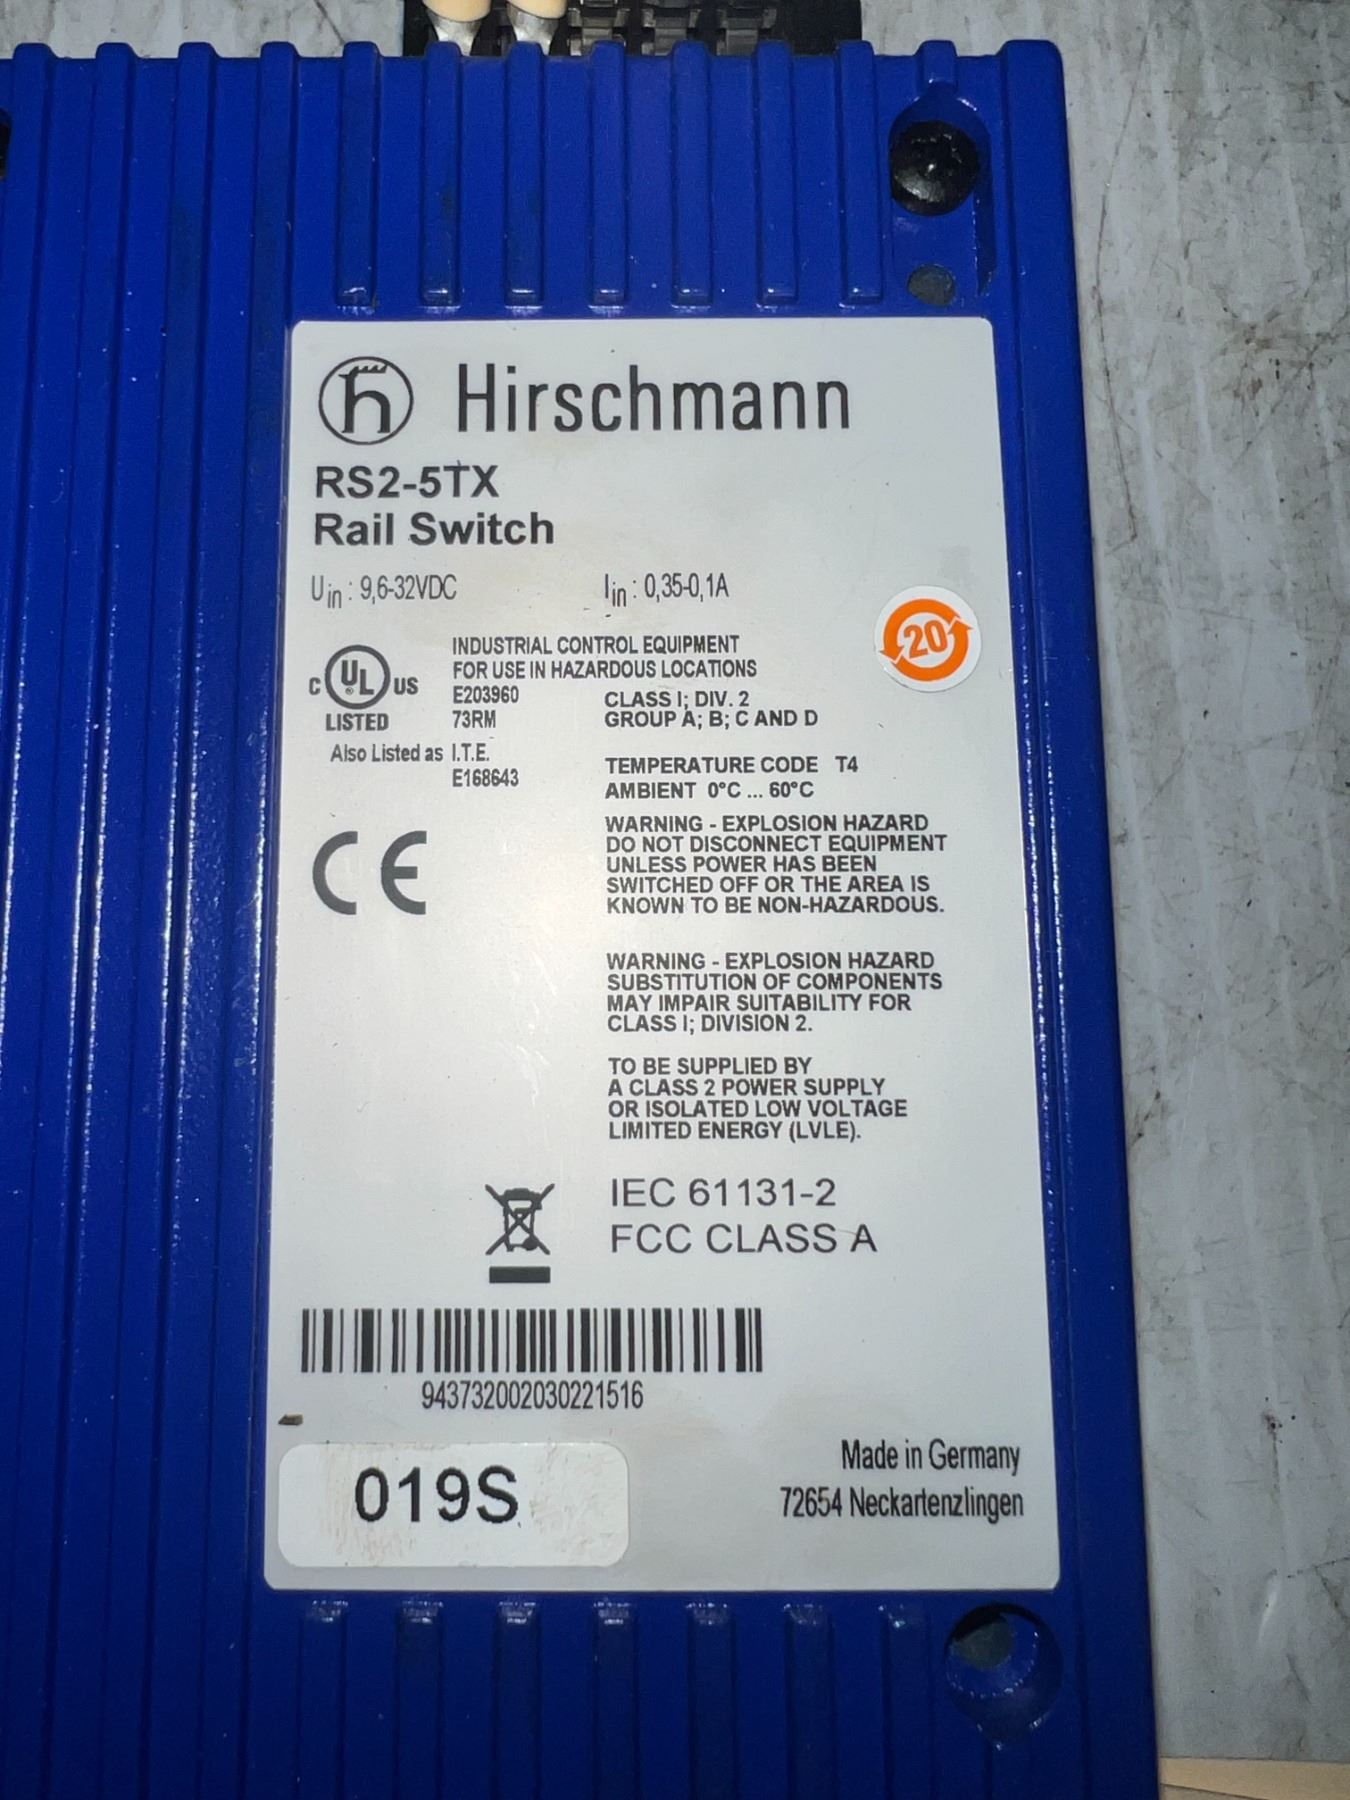 Hirschmann
RS2-5TX
Rail Switch
Uin : 9,6-32VDC
Iin : 0,35-0,1A
20
INDUSTRIAL CONTROL EQUIPMENT
FOR USE IN HAZARDOUS LOCATIONS
C UL US
LISTED
E203960
73RM
CLASS I; DIV. 2
GROUP A; B; C AND D
Also Listed as I.T.E.
E168643
TEMPERATURE CODE T4
AMBIENT 0°C ... 60°C
CE
WARNING - EXPLOSION HAZARD
DO NOT DISCONNECT EQUIPMENT
UNLESS POWER HAS BEEN
SWITCHED OFF OR THE AREA IS
KNOWN TO BE NON-HAZARDOUS.
WARNING - EXPLOSION HAZARD
SUBSTITUTION OF COMPONENTS
MAY IMPAIR SUITABILITY FOR
CLASS I; DIVISION 2.
TO BE SUPPLIED BY
A CLASS 2 POWER SUPPLY
OR ISOLATED LOW VOLTAGE
LIMITED ENERGY (LVLE).
IEC 61131-2
FCC CLASS A
943732002030221516
019S
Made in Germany
72654 Neckartenzlingen